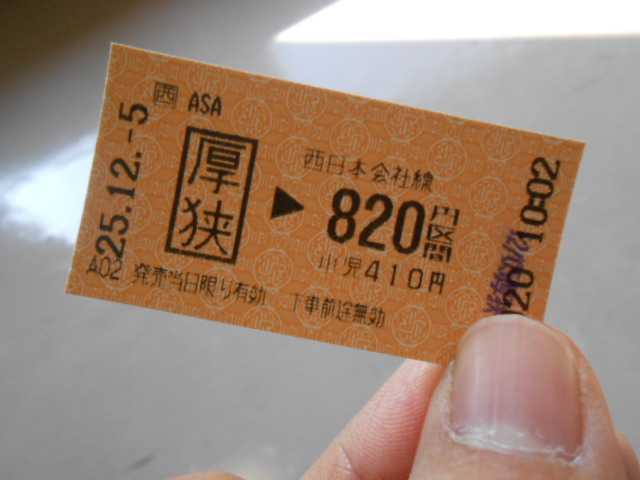 西 ASA
厚狭
▶
西日本会社線
820円区間
小児410円
25.12.-5
A02 発売当日限り有効 下車前途無効
020 10:02